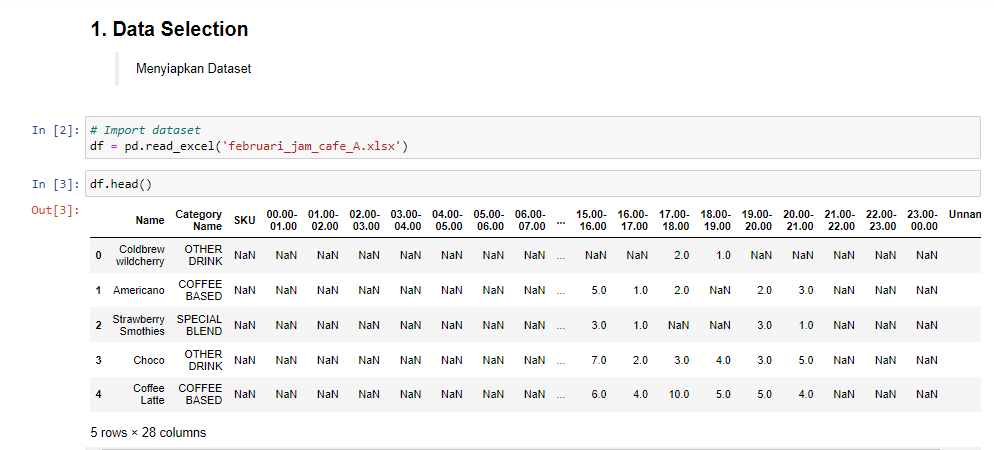 1. Data Selection
Menyiapkan Dataset
In [2]: # Import dataset
df = pd.read_excel('februari_jam_cafe_A.xlsx')
In [3]: df.head()
Out[3]:
Name Category Name SKU 00.00-01.00 01.00-02.00 02.00-03.00 03.00-04.00 04.00-05.00 05.00-06.00 06.00-07.00 ... 15.00-16.00 16.00-17.00 17.00-18.00 18.00-19.00 19.00-20.00 20.00-21.00 21.00-22.00 22.00-23.00 23.00-00.00 Unnam
0 Coldbrew wildcherry OTHER DRINK NaN NaN NaN NaN NaN NaN NaN NaN ... NaN NaN 2.0 1.0 NaN NaN NaN NaN NaN
1 Americano COFFEE BASED NaN NaN NaN NaN NaN NaN NaN NaN ... 5.0 1.0 2.0 NaN 2.0 3.0 NaN NaN NaN
2 Strawberry Smothies SPECIAL BLEND NaN NaN NaN NaN NaN NaN NaN NaN ... 3.0 1.0 NaN NaN 3.0 1.0 NaN NaN NaN
3 Choco OTHER DRINK NaN NaN NaN NaN NaN NaN NaN NaN ... 7.0 2.0 3.0 4.0 3.0 5.0 NaN NaN NaN
4 Coffee Latte COFFEE BASED NaN NaN NaN NaN NaN NaN NaN NaN ... 6.0 4.0 10.0 5.0 5.0 4.0 NaN NaN NaN
5 rows × 28 columns